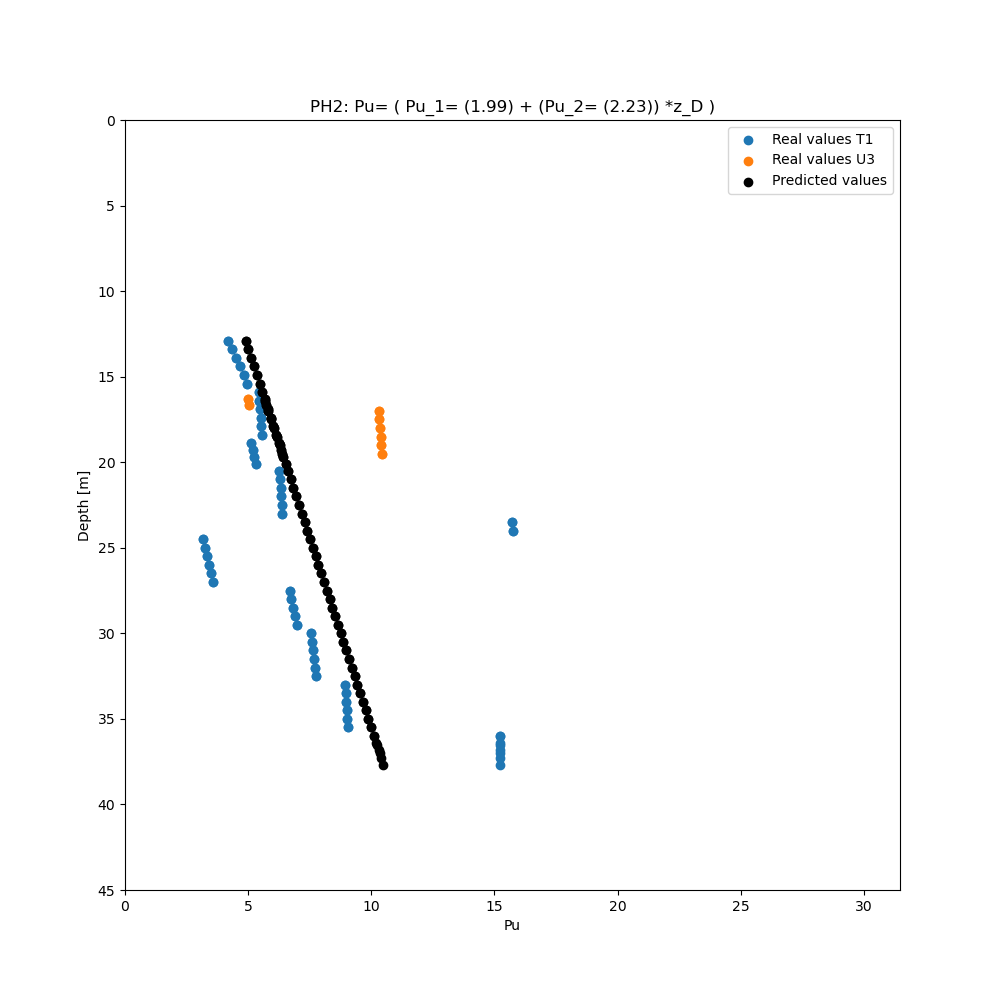 PH2: Pu= ( Pu_1= (1.99) + (Pu_2= (2.23)) *z_D )
Real values T1
Real values U3
Predicted values
0
5
10
15
20
25
30
35
40
45
Depth [m]
0 5 10 15 20 25 30
Pu